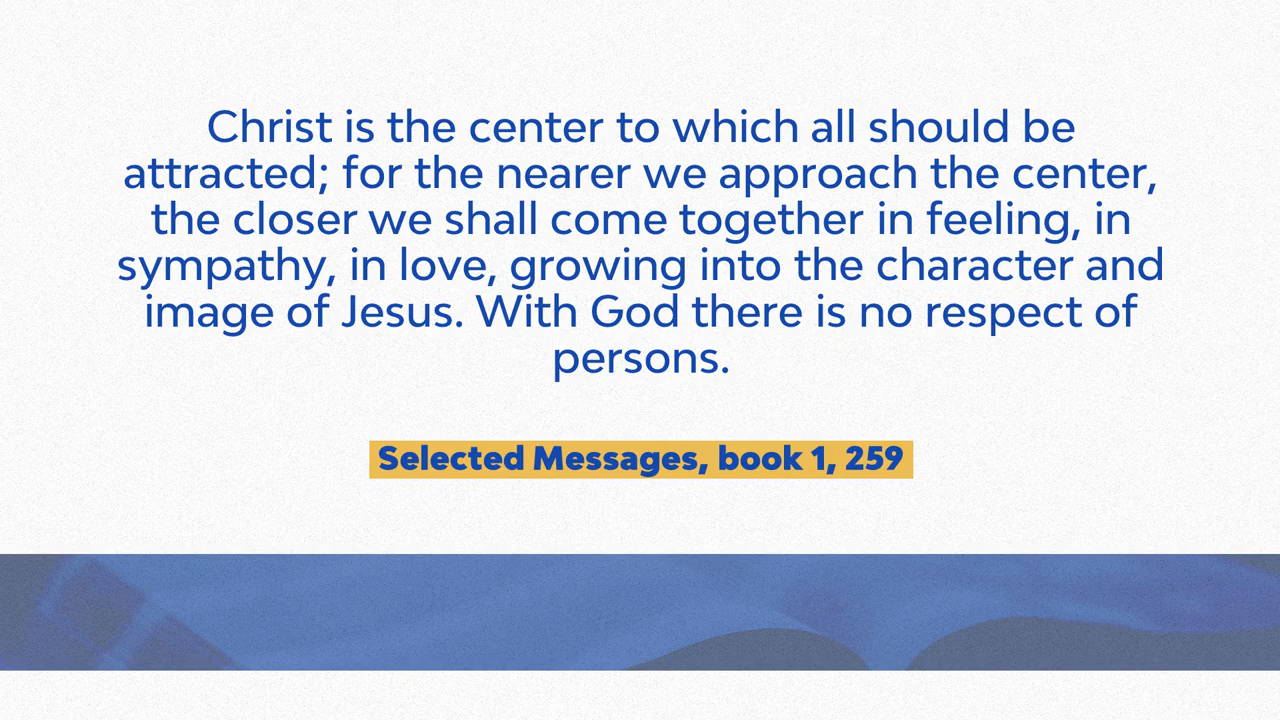 Christ is the center to which all should be
attracted; for the nearer we approach the center,
the closer we shall come together in feeling, in
sympathy, in love, growing into the character and
image of Jesus. With God there is no respect of
persons.
Selected Messages, book 1, 259